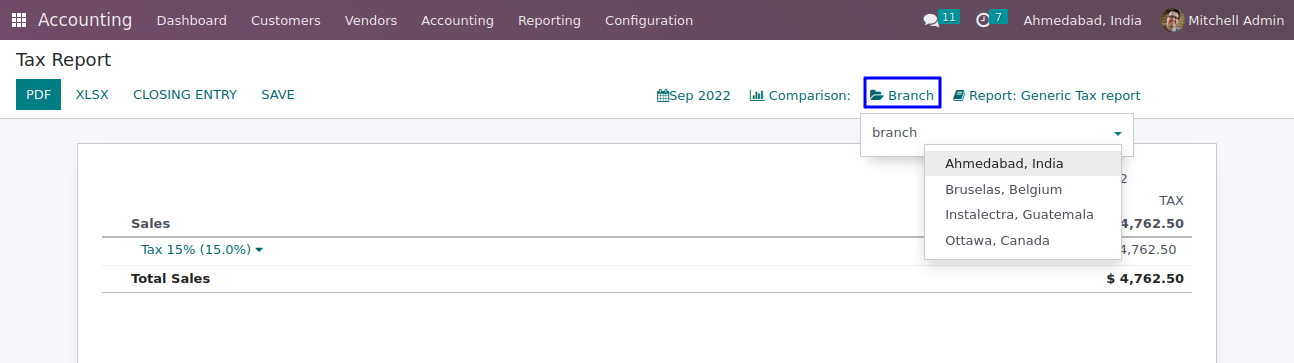 Accounting Dashboard Customers Vendors Accounting Reporting Configuration 11 7 Ahmedabad, India Mitchell Admin
Tax Report
PDF XLSX CLOSING ENTRY SAVE Sep 2022 Comparison: Branch Report: Generic Tax report
branch
Ahmedabad, India
2
Bruselas, Belgium
TAX
Instalectra, Guatemala
Sales 4,762.50
Ottawa, Canada
Tax 15% (15.0%) 4,762.50
Total Sales $ 4,762.50